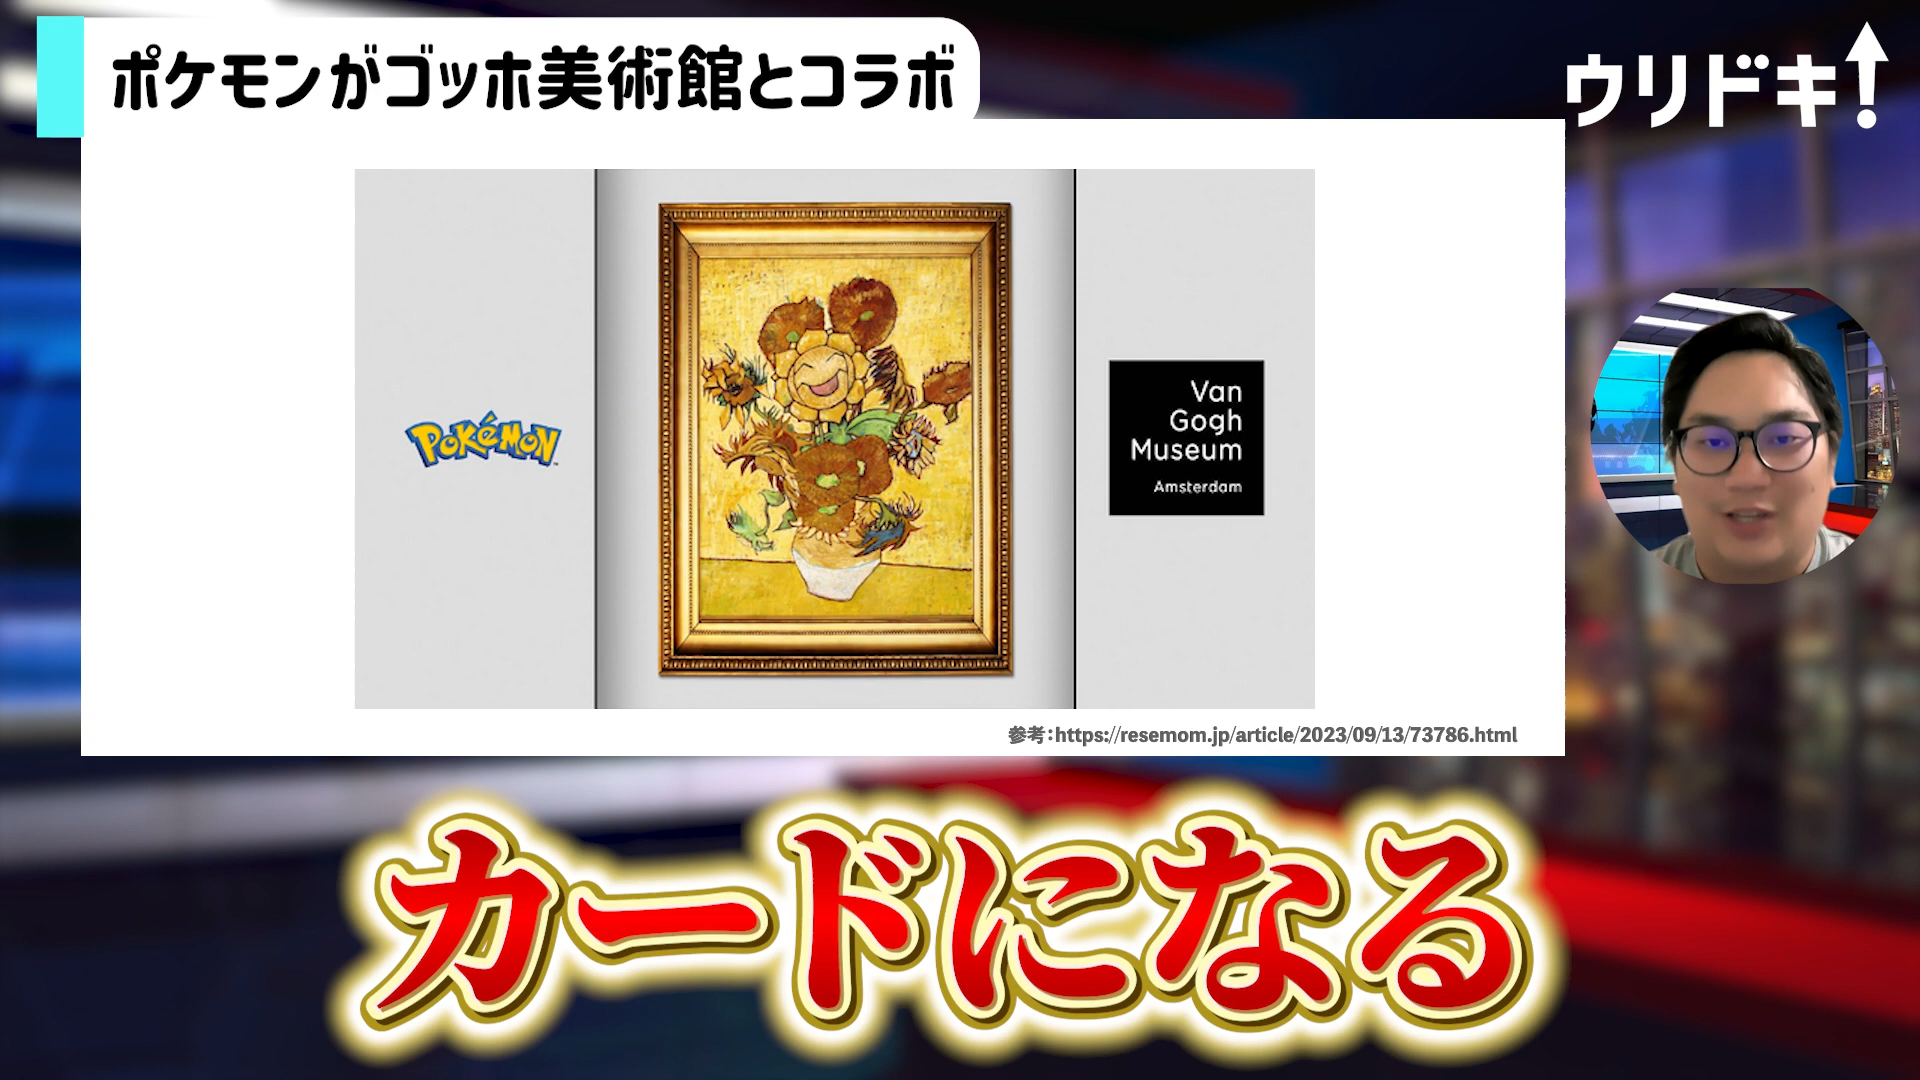 ポケモンがゴッホ美術館とコラボ
ウリドキ!
POKéMON
Van
Gogh
Museum
Amsterdam
参考:https://resemom.jp/article/2023/09/13/73786.html
カードになる